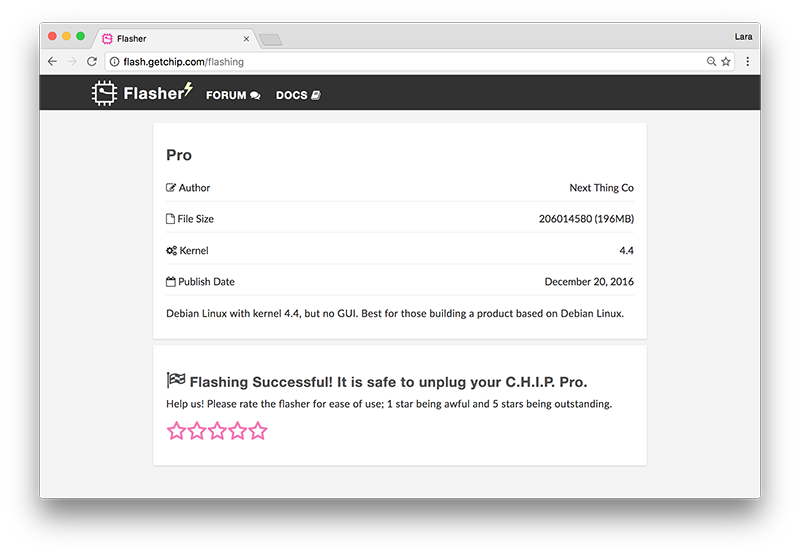 Flasher
Lara
flash.getchip.com/flashing
Flasher FORUM DOCS
Pro
Author Next Thing Co
File Size 206014580 (196MB)
Kernel 4.4
Publish Date December 20, 2016
Debian Linux with kernel 4.4, but no GUI. Best for those building a product based on Debian Linux.
Flashing Successful! It is safe to unplug your C.H.I.P. Pro.
Help us! Please rate the flasher for ease of use; 1 star being awful and 5 stars being outstanding.